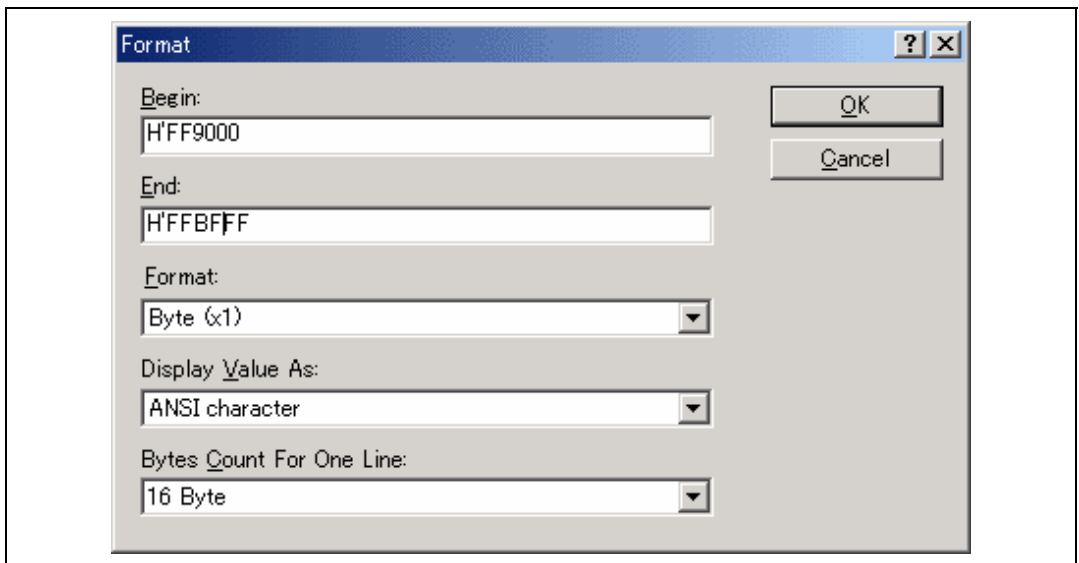 Format
Begin:
H'FF9000
OK
Cancel
End:
H'FFBFFF
Format:
Byte (x1)
Display Value As:
ANSI character
Bytes Count For One Line:
16 Byte